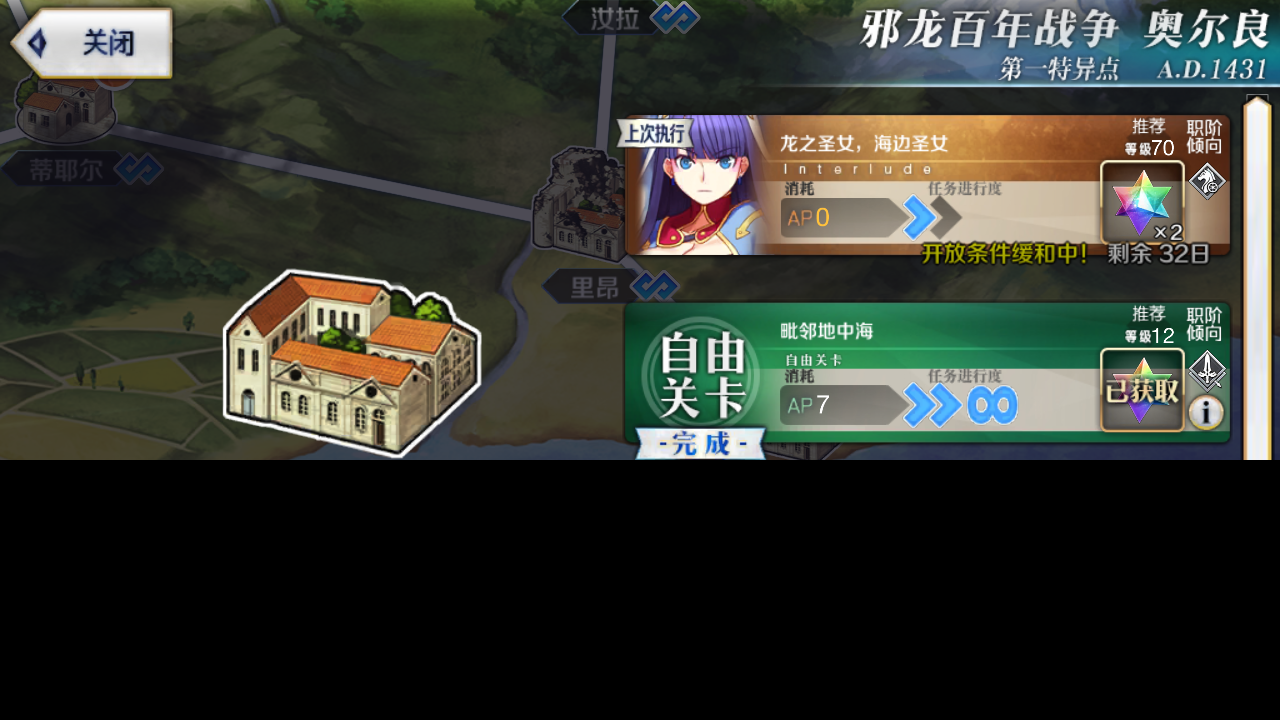 关闭
汝拉
邪龙百年战争 奥尔良
第一特异点 A.D.1431
蒂耶尔
里昂
上次执行
龙之圣女，海边圣女
Interlude
消耗
任务进行度
AP0
推荐
等级70
职阶
倾向
×2
开放条件缓和中！
剩余 32日
自由
关卡
-完成-
毗邻地中海
自由关卡
消耗
任务进行度
AP7
∞
推荐
等级12
职阶
倾向
已获取
i